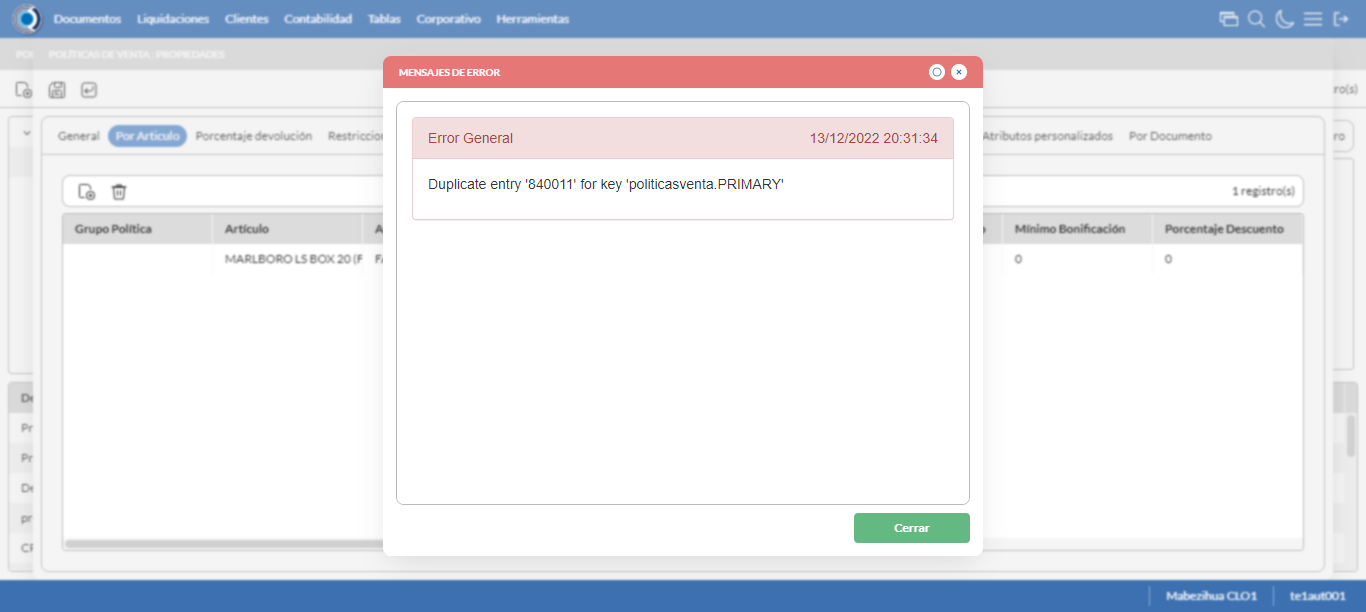 Documentos Liquidaciones Clientes Contabilidad Tablas Corporativo Herramientas
POLÍTICAS DE VENTA : PROPIEDADES
MENSAJES DE ERROR
ro(s)
General Por Artículo Porcentaje devolución Restriccion Atributos personalizados Por Documento
ro
Error General 13/12/2022 20:31:34
Duplicate entry '840011' for key 'politicasventa.PRIMARY'
1 registro(s)
Grupo Política Artículo A Mínimo Bonificación Porcentaje Descuento
MARLBORO LS BOX 20 (F FA 0 0
De
Pr
Pr
De
pr
CF
Cerrar
Mabezihua CLO1 te1aut001